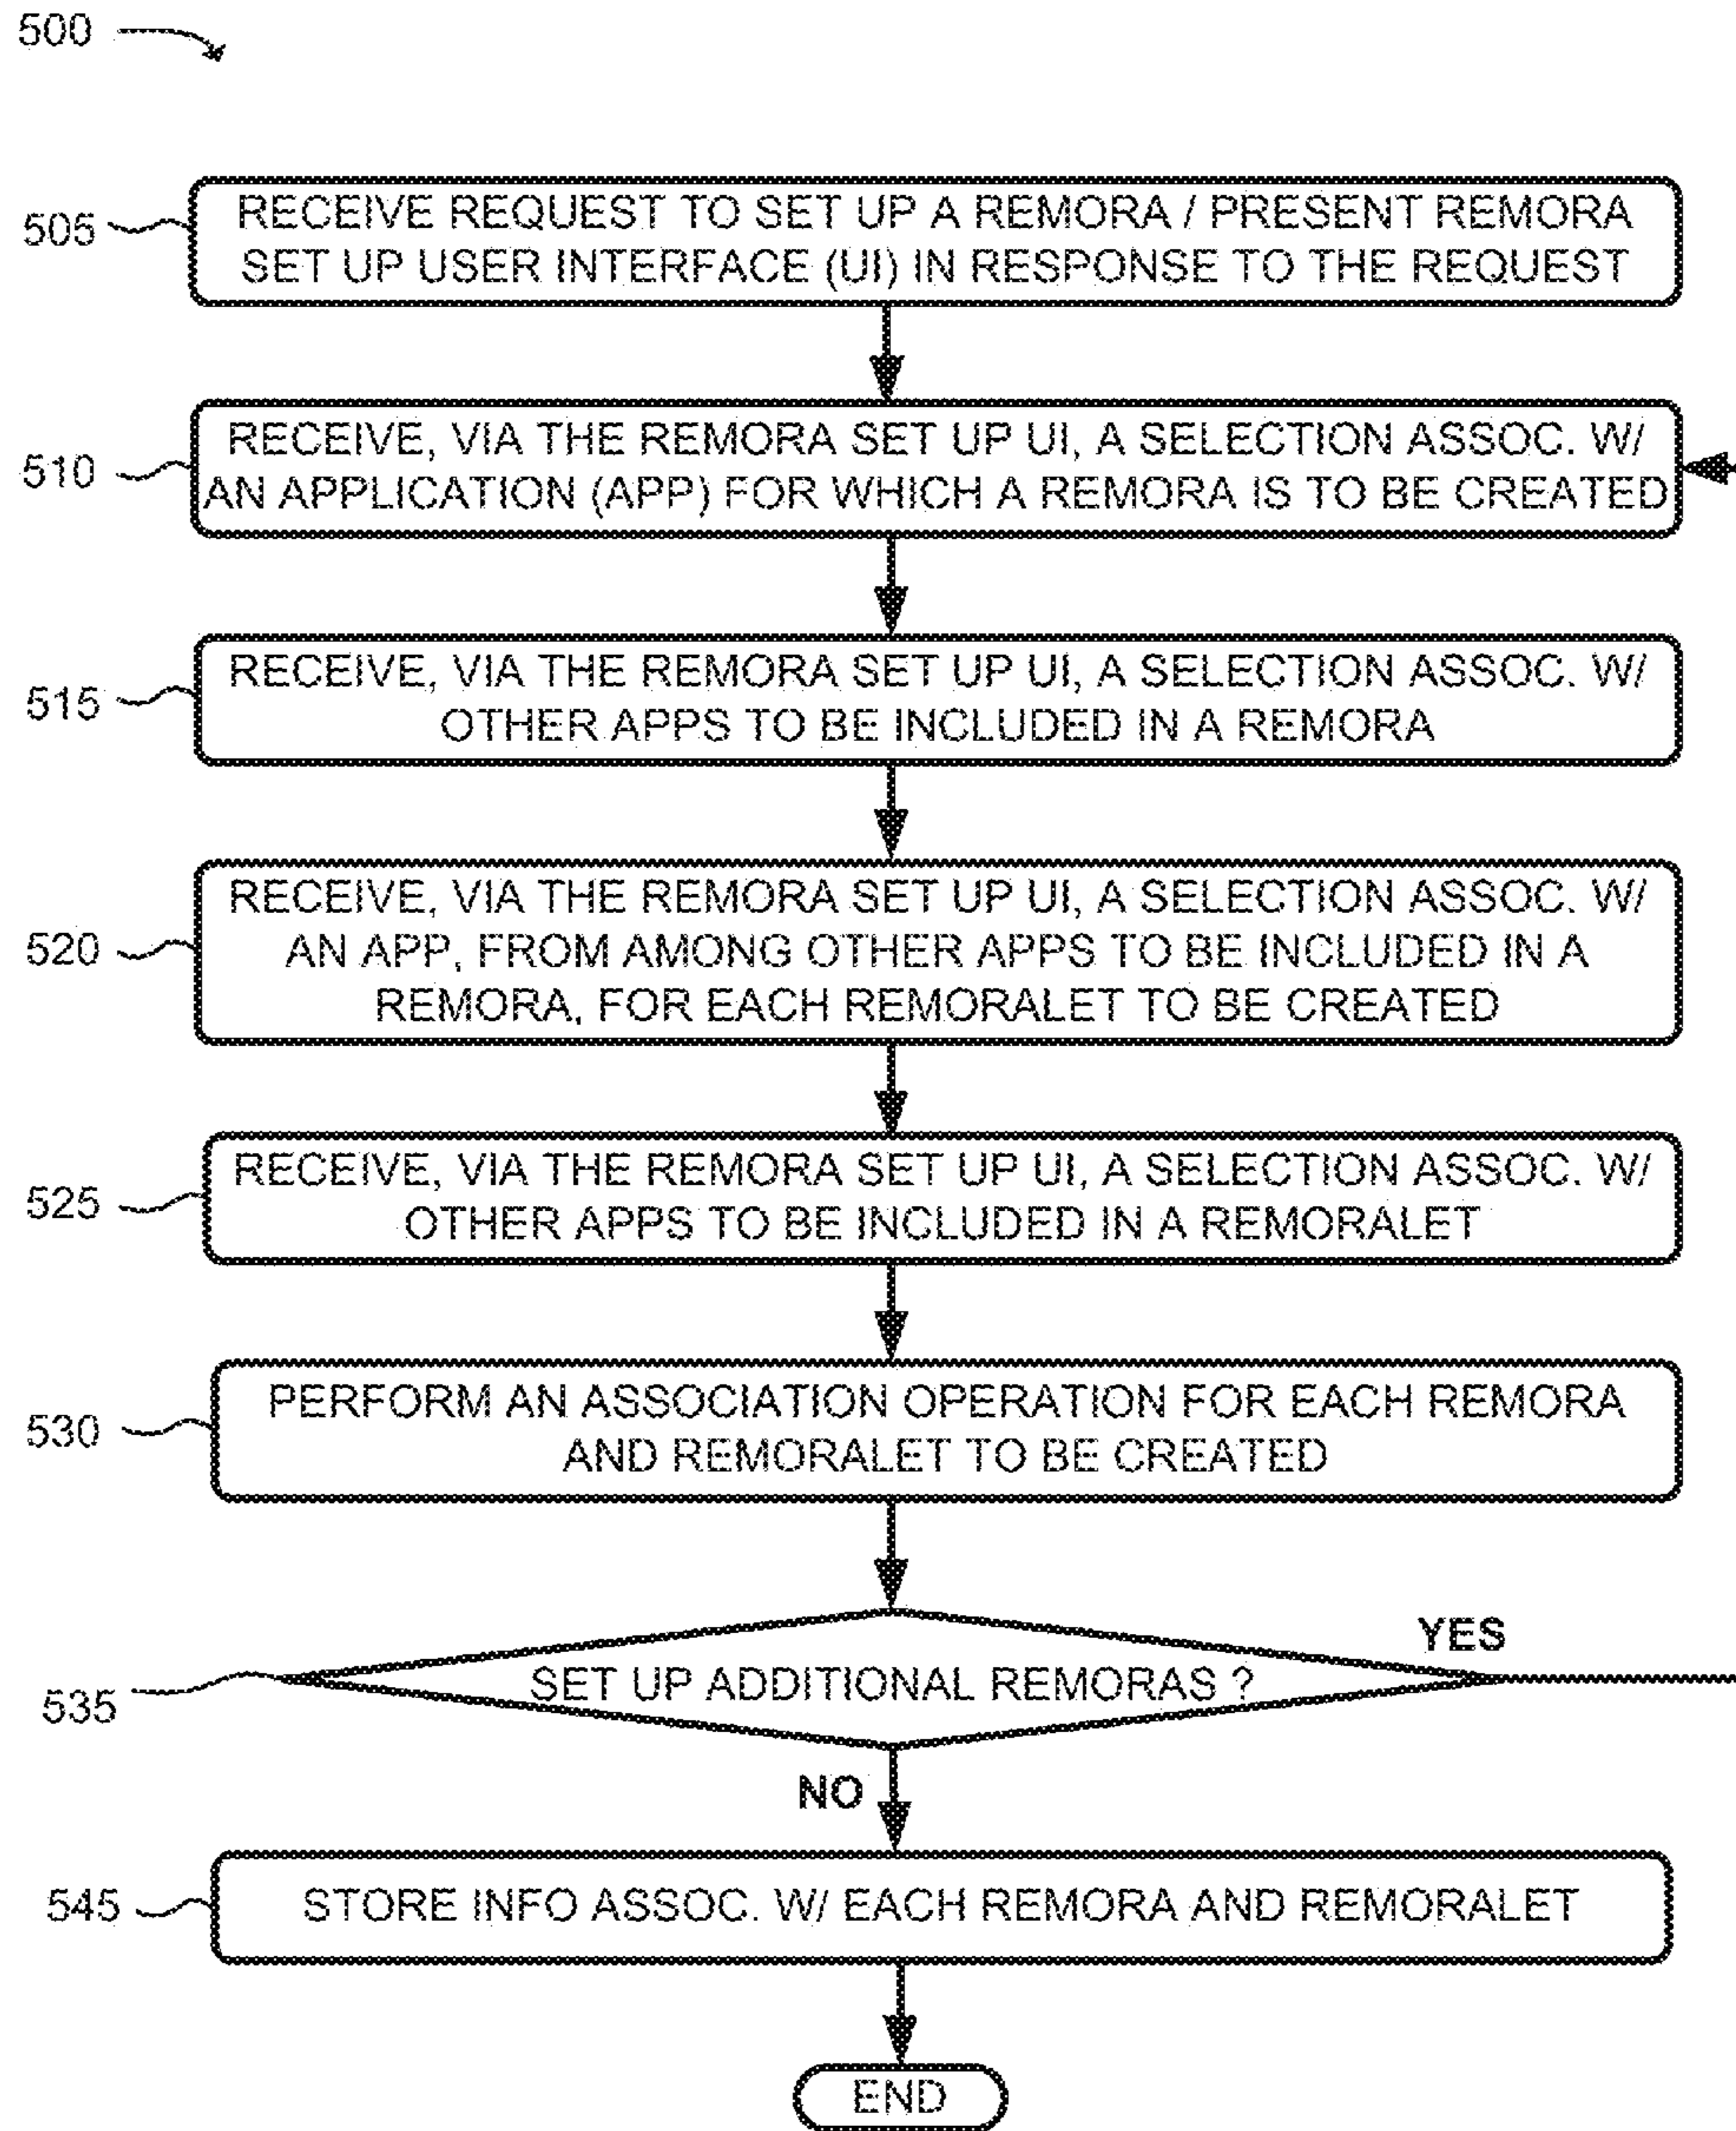 500
505
RECEIVE REQUEST TO SET UP A REMORA / PRESENT REMORA
SET UP USER INTERFACE (UI) IN RESPONSE TO THE REQUEST
510
RECEIVE, VIA THE REMORA SET UP UI, A SELECTION ASSOC. W/
AN APPLICATION (APP) FOR WHICH A REMORA IS TO BE CREATED
515
RECEIVE, VIA THE REMORA SET UP UI, A SELECTION ASSOC. W/
OTHER APPS TO BE INCLUDED IN A REMORA
520
RECEIVE, VIA THE REMORA SET UP UI, A SELECTION ASSOC. W/
AN APP, FROM AMONG OTHER APPS TO BE INCLUDED IN A
REMORA, FOR EACH REMORALET TO BE CREATED
525
RECEIVE, VIA THE REMORA SET UP UI, A SELECTION ASSOC. W/
OTHER APPS TO BE INCLUDED IN A REMORALET
530
PERFORM AN ASSOCIATION OPERATION FOR EACH REMORA
AND REMORALET TO BE CREATED
535
SET UP ADDITIONAL REMORAS ?
YES
NO
545
STORE INFO ASSOC. W/ EACH REMORA AND REMORALET
END